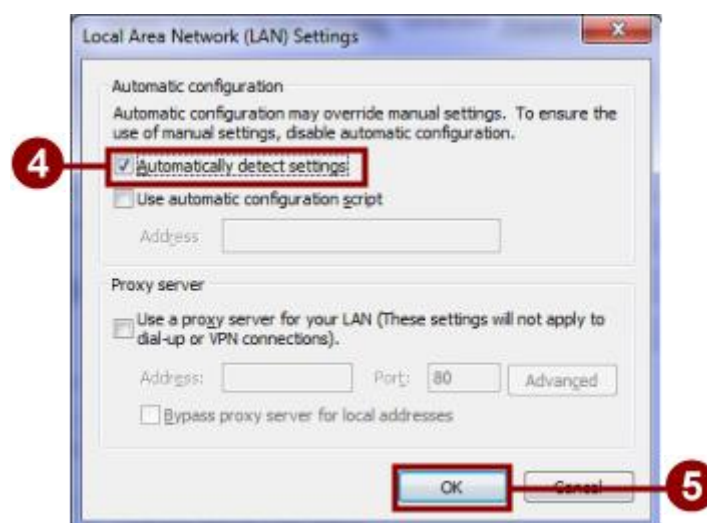 Local Area Network (LAN) Settings
Automatic configuration
Automatic configuration may override manual settings. To ensure the
use of manual settings, disable automatic configuration.
4
Automatically detect settings
Use automatic configuration script
Address
Proxy server
Use a proxy server for your LAN (These settings will not apply to
dial-up or VPN connections).
Address: Port: 80 Advanced
Bypass proxy server for local addresses
OK Cancel 5